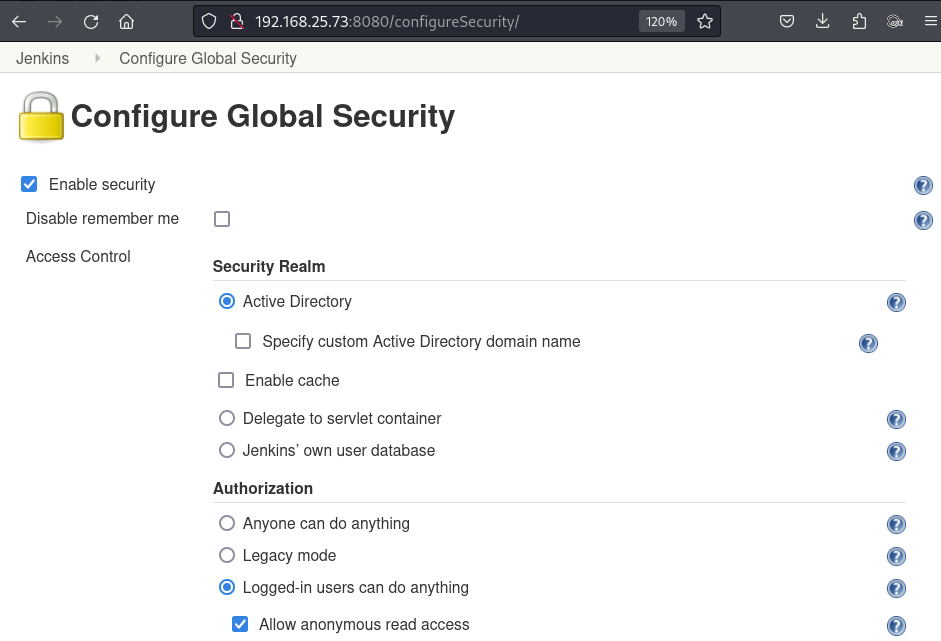 192.168.25.73:8080/configureSecurity/ 120%
Jenkins Configure Global Security
Configure Global Security
Enable security
Disable remember me
Access Control
Security Realm
Active Directory
Specify custom Active Directory domain name
Enable cache
Delegate to servlet container
Jenkins’ own user database
Authorization
Anyone can do anything
Legacy mode
Logged-in users can do anything
Allow anonymous read access